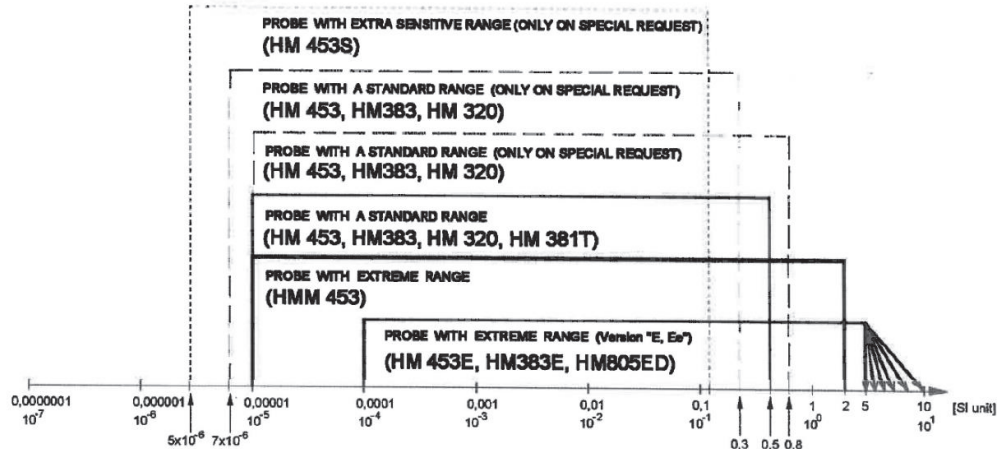 PROBE WITH EXTRA SENSITIVE RANGE (ONLY ON SPECIAL REQUEST)
(HM 453S)
PROBE WITH A STANDARD RANGE (ONLY ON SPECIAL REQUEST)
(HM 453, HM383, HM 320)
PROBE WITH A STANDARD RANGE (ONLY ON SPECIAL REQUEST)
(HM 453, HM383, HM 320)
PROBE WITH A STANDARD RANGE
(HM 453, HM383, HM 320, HM 381T)
PROBE WITH EXTREME RANGE
(HMM 453)
PROBE WITH EXTREME RANGE (Version "E, Ee")
(HM 453E, HM383E, HM805ED)
0,0000001 0,000001 0,00001 0,0001 0,001 0,01 0,1 1 2 5 10 [SI unit]
10⁻⁷ 10⁻⁶ 10⁻⁵ 10⁻⁴ 10⁻³ 10⁻² 10⁻¹ 10⁰ 10¹
5x10⁻⁶ 7x10⁻⁶ 0.3 0.5 0.8